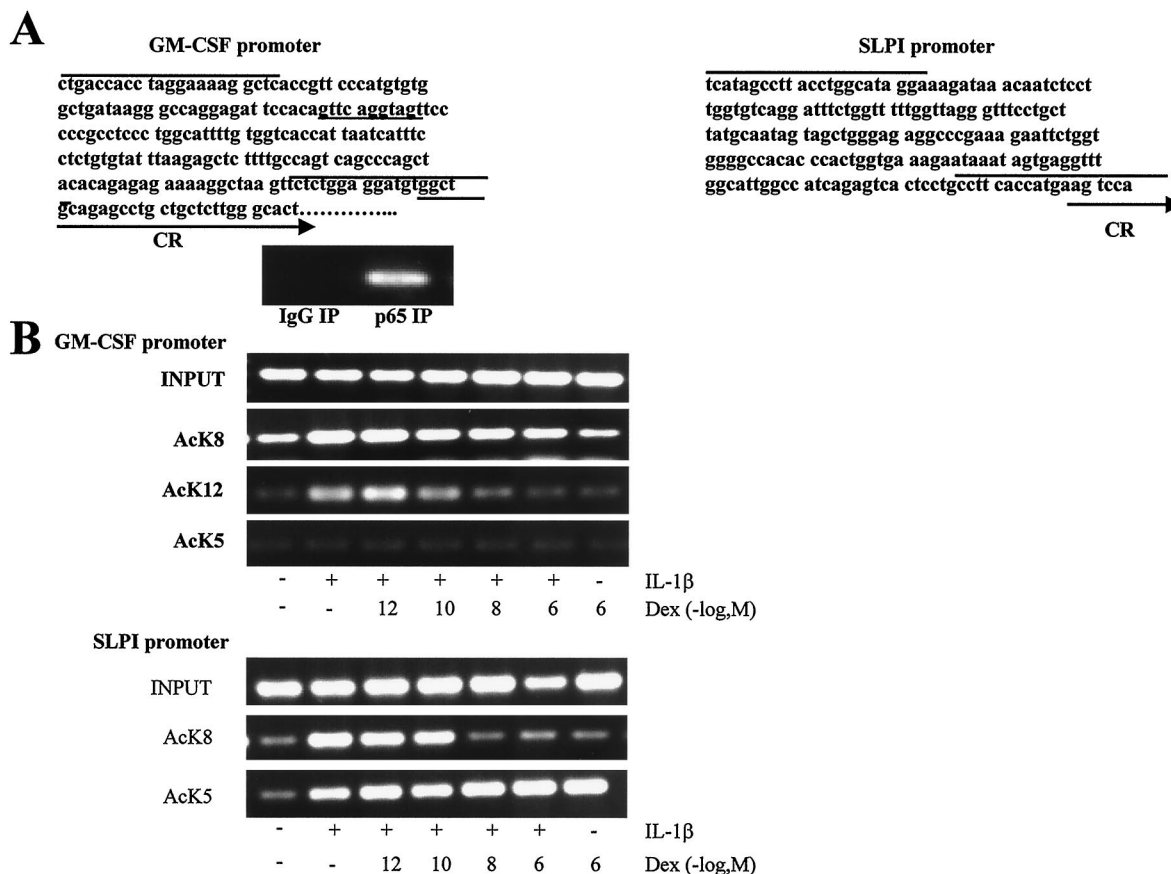 A
GM-CSF promoter
ctgaccacc taggaaaag gctcaccgtt cccatgtgtg
gctgataagg gccaggagat tccacagttc aggtagttcc
cccgcctccc tggcattttg tggtcaccat taatcatttc
ctctgtgtat ttaagagctc ttttgccagt cagcccagct
acacagagag aaaaggctaa gttctctgga ggatgtggct
gcagagcctg ctgctcttgg gcact...............
CR
IgG IP p65 IP
SLPI promoter
tcatagcctt acctggcata ggaaagataa acaatctcct
tggtgtcagg atttctggtt tttggttagg gtttcctgct
tatgcaatag tagctgggag aggcccgaaa gaattctggt
ggggccacac ccactggtga aagaataaat agtgaggttt
ggcattggcc atcagagtca ctcctgcctt caccatgaag tcca
CR
B
GM-CSF promoter
INPUT
AcK8
AcK12
AcK5
- + + + + + - IL-1β
- - 12 10 8 6 6 Dex (-log,M)
SLPI promoter
INPUT
AcK8
AcK5
- + + + + + - IL-1β
- - 12 10 8 6 6 Dex (-log,M)